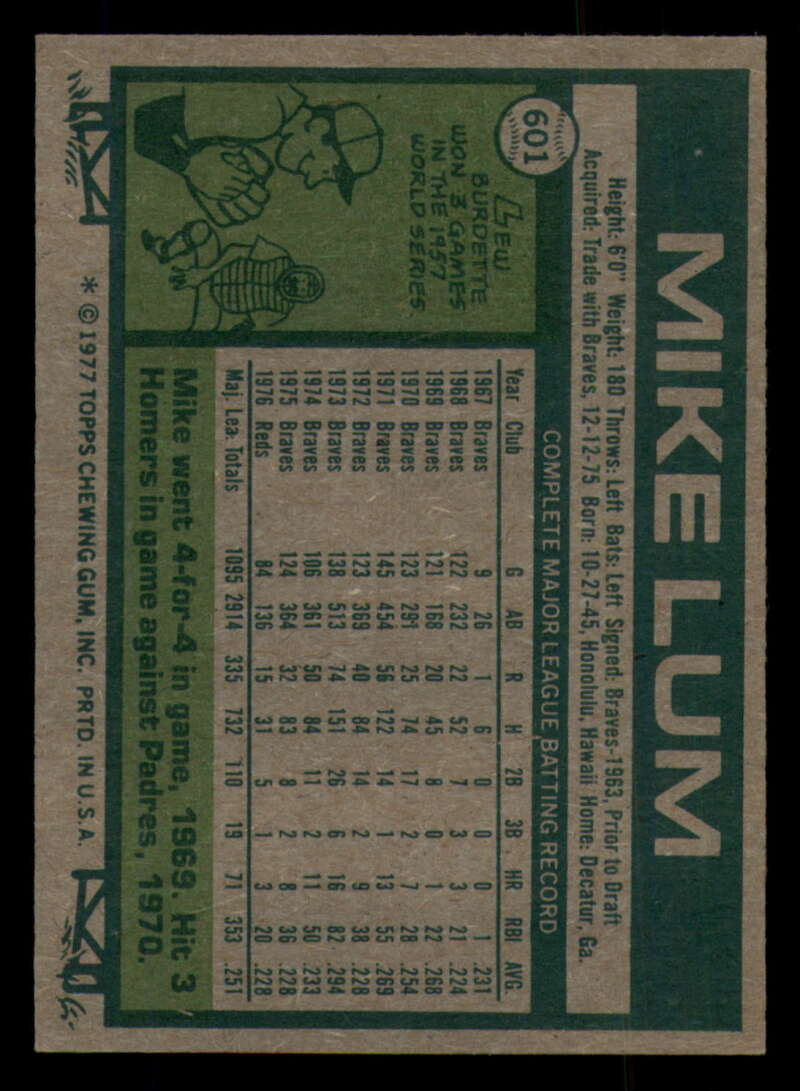 601
MIKE LUM
Height: 6'0" Weight: 180 Throws: Left Bats: Left Signed: Braves-1963, Prior to Draft
Acquired: Trade with Braves, 12-12-75 Born: 10-27-45, Honolulu, Hawaii Home: Decatur, Ga.
LEW
BURDETTE
WON 3 GAMES
IN THE 1957
WORLD SERIES.
COMPLETE MAJOR LEAGUE BATTING RECORD
Year Club G AB R H 2B 3B HR RBI AVG.
1967 Braves 9 26 1 6 0 0 0 1 .231
1968 Braves 122 232 22 52 7 3 3 21 .224
1969 Braves 121 168 20 45 8 0 1 22 .268
1970 Braves 123 291 25 74 17 2 7 28 .254
1971 Braves 145 454 56 122 14 1 13 55 .269
1972 Braves 123 369 40 84 14 2 9 38 .228
1973 Braves 138 513 74 151 26 6 16 82 .294
1974 Braves 106 361 50 84 11 2 11 50 .233
1975 Braves 124 364 32 83 8 2 8 36 .228
1976 Reds 84 136 15 31 5 1 3 20 .228
Maj. Lea. Totals 1095 2914 335 732 110 19 71 353 .251
Mike went 4-for-4 in game, 1969. Hit 3
Homers in game against Padres, 1970.
* © 1977 TOPPS CHEWING GUM, INC. PRTD. IN U.S.A.